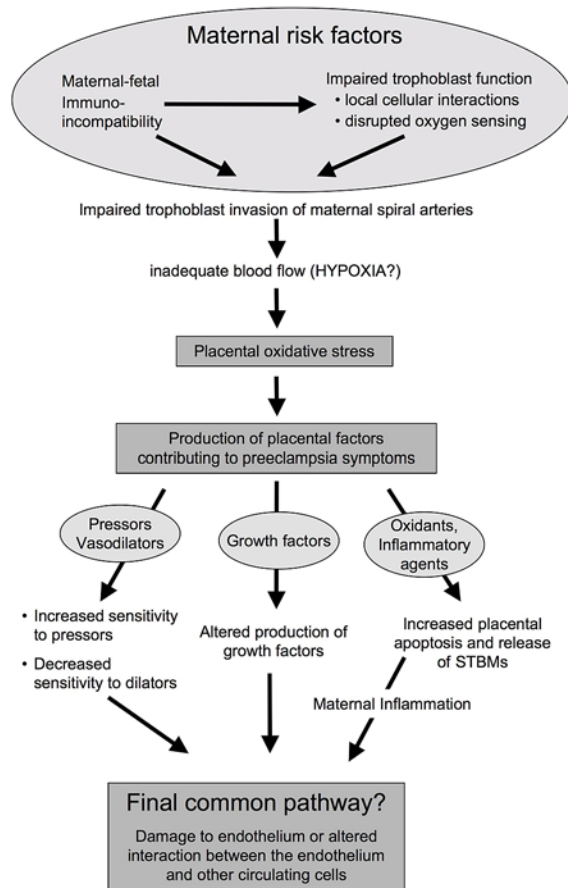 Maternal risk factors
Maternal-fetal
Immuno-
incompatibility
Impaired trophoblast function
• local cellular interactions
• disrupted oxygen sensing
Impaired trophoblast invasion of maternal spiral arteries
inadequate blood flow (HYPOXIA?)
Placental oxidative stress
Production of placental factors
contributing to preeclampsia symptoms
Pressors
Vasodilators
Growth factors
Oxidants,
Inflammatory
agents
• Increased sensitivity
to pressors
• Decreased
sensitivity to dilators
Altered production of
growth factors
Increased placental
apoptosis and release
of STBMs
Maternal Inflammation
Final common pathway?
Damage to endothelium or altered
interaction between the endothelium
and other circulating cells